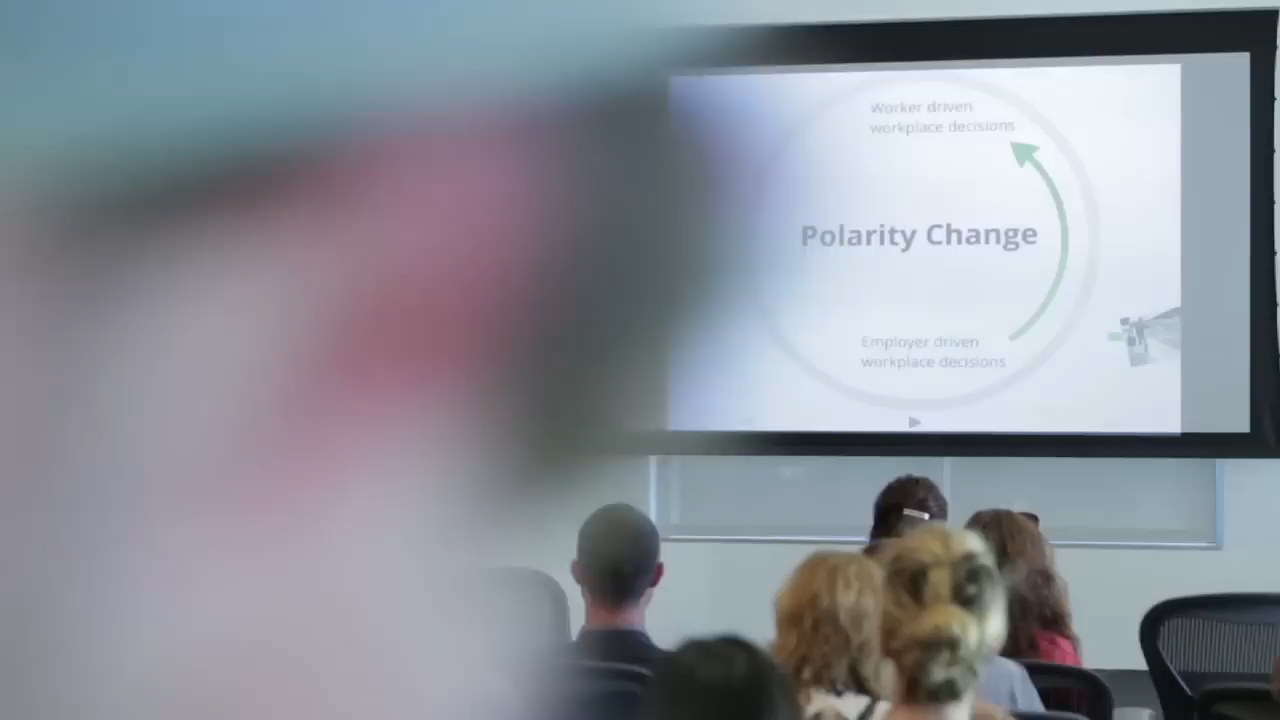 Worker driven
workplace decisions
Polarity Change
Employer driven
workplace decisions